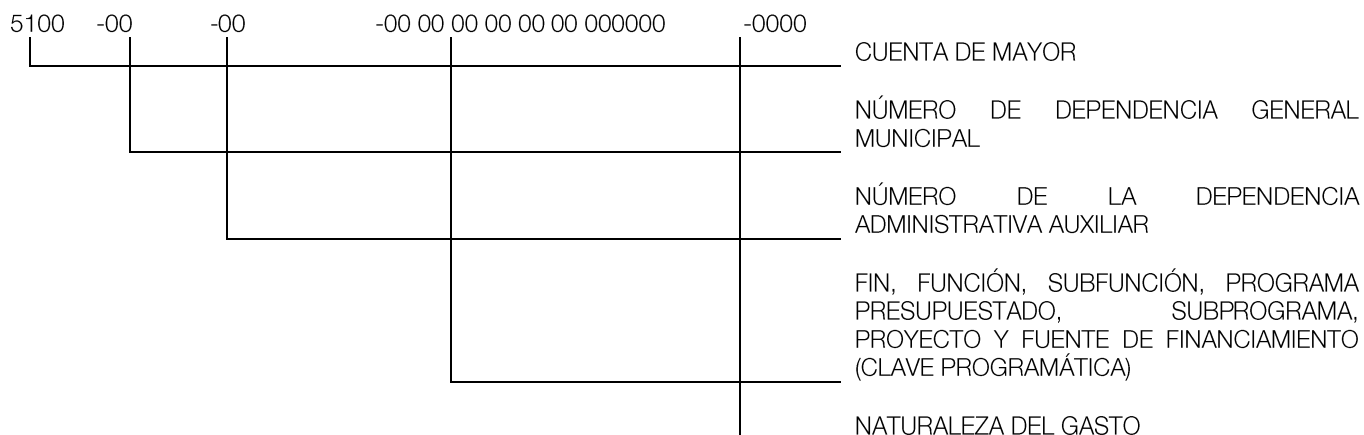 5100 -00 -00 -00 00 00 00 00 00 000000 -0000
CUENTA DE MAYOR
NÚMERO DE DEPENDENCIA GENERAL
MUNICIPAL
NÚMERO DE LA DEPENDENCIA
ADMINISTRATIVA AUXILIAR
FIN, FUNCIÓN, SUBFUNCIÓN, PROGRAMA
PRESUPUESTADO, SUBPROGRAMA,
PROYECTO Y FUENTE DE FINANCIAMIENTO
(CLAVE PROGRAMÁTICA)
NATURALEZA DEL GASTO